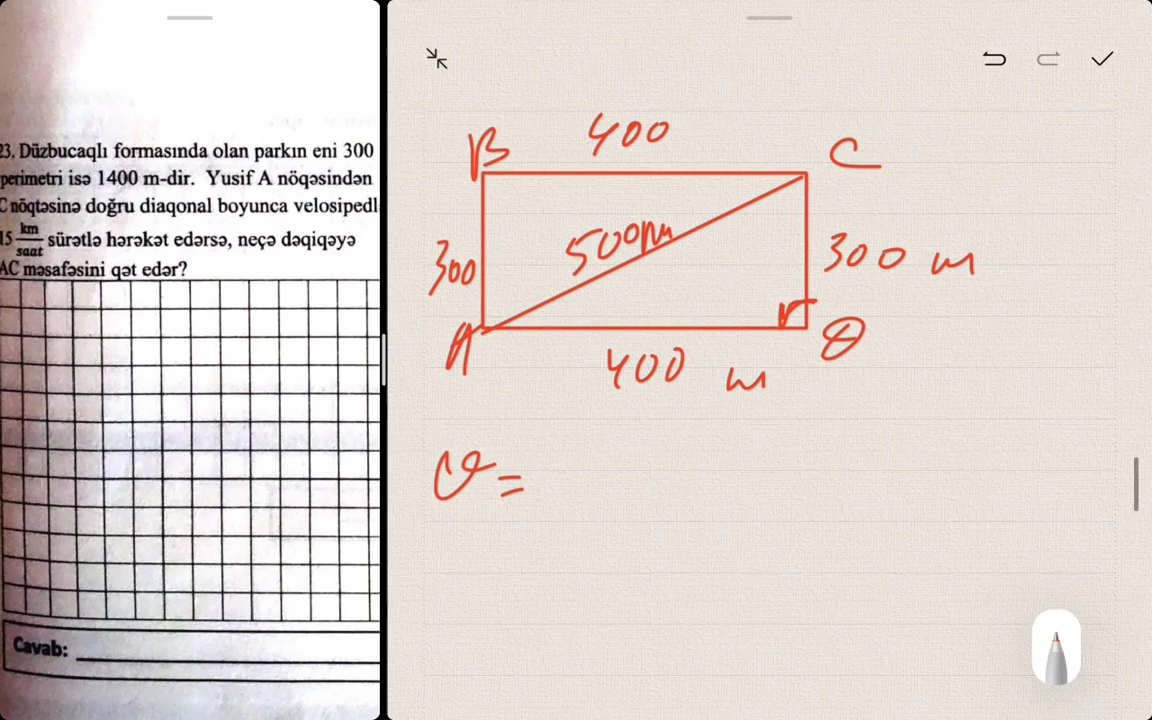 23. Düzbucaqlı formasında olan parkın eni 300
perimetri isə 1400 m-dir. Yusif A nöqəsindən
C nöqtəsinə doğru diaqonal boyunca velosipedl
15 km/saat sürətlə hərəkət edərsə, neçə dəqiqəyə
AC məsafəsini qət edər?
Cavab:
B 400 C
300 500m 300 m
A 400 m D
v =